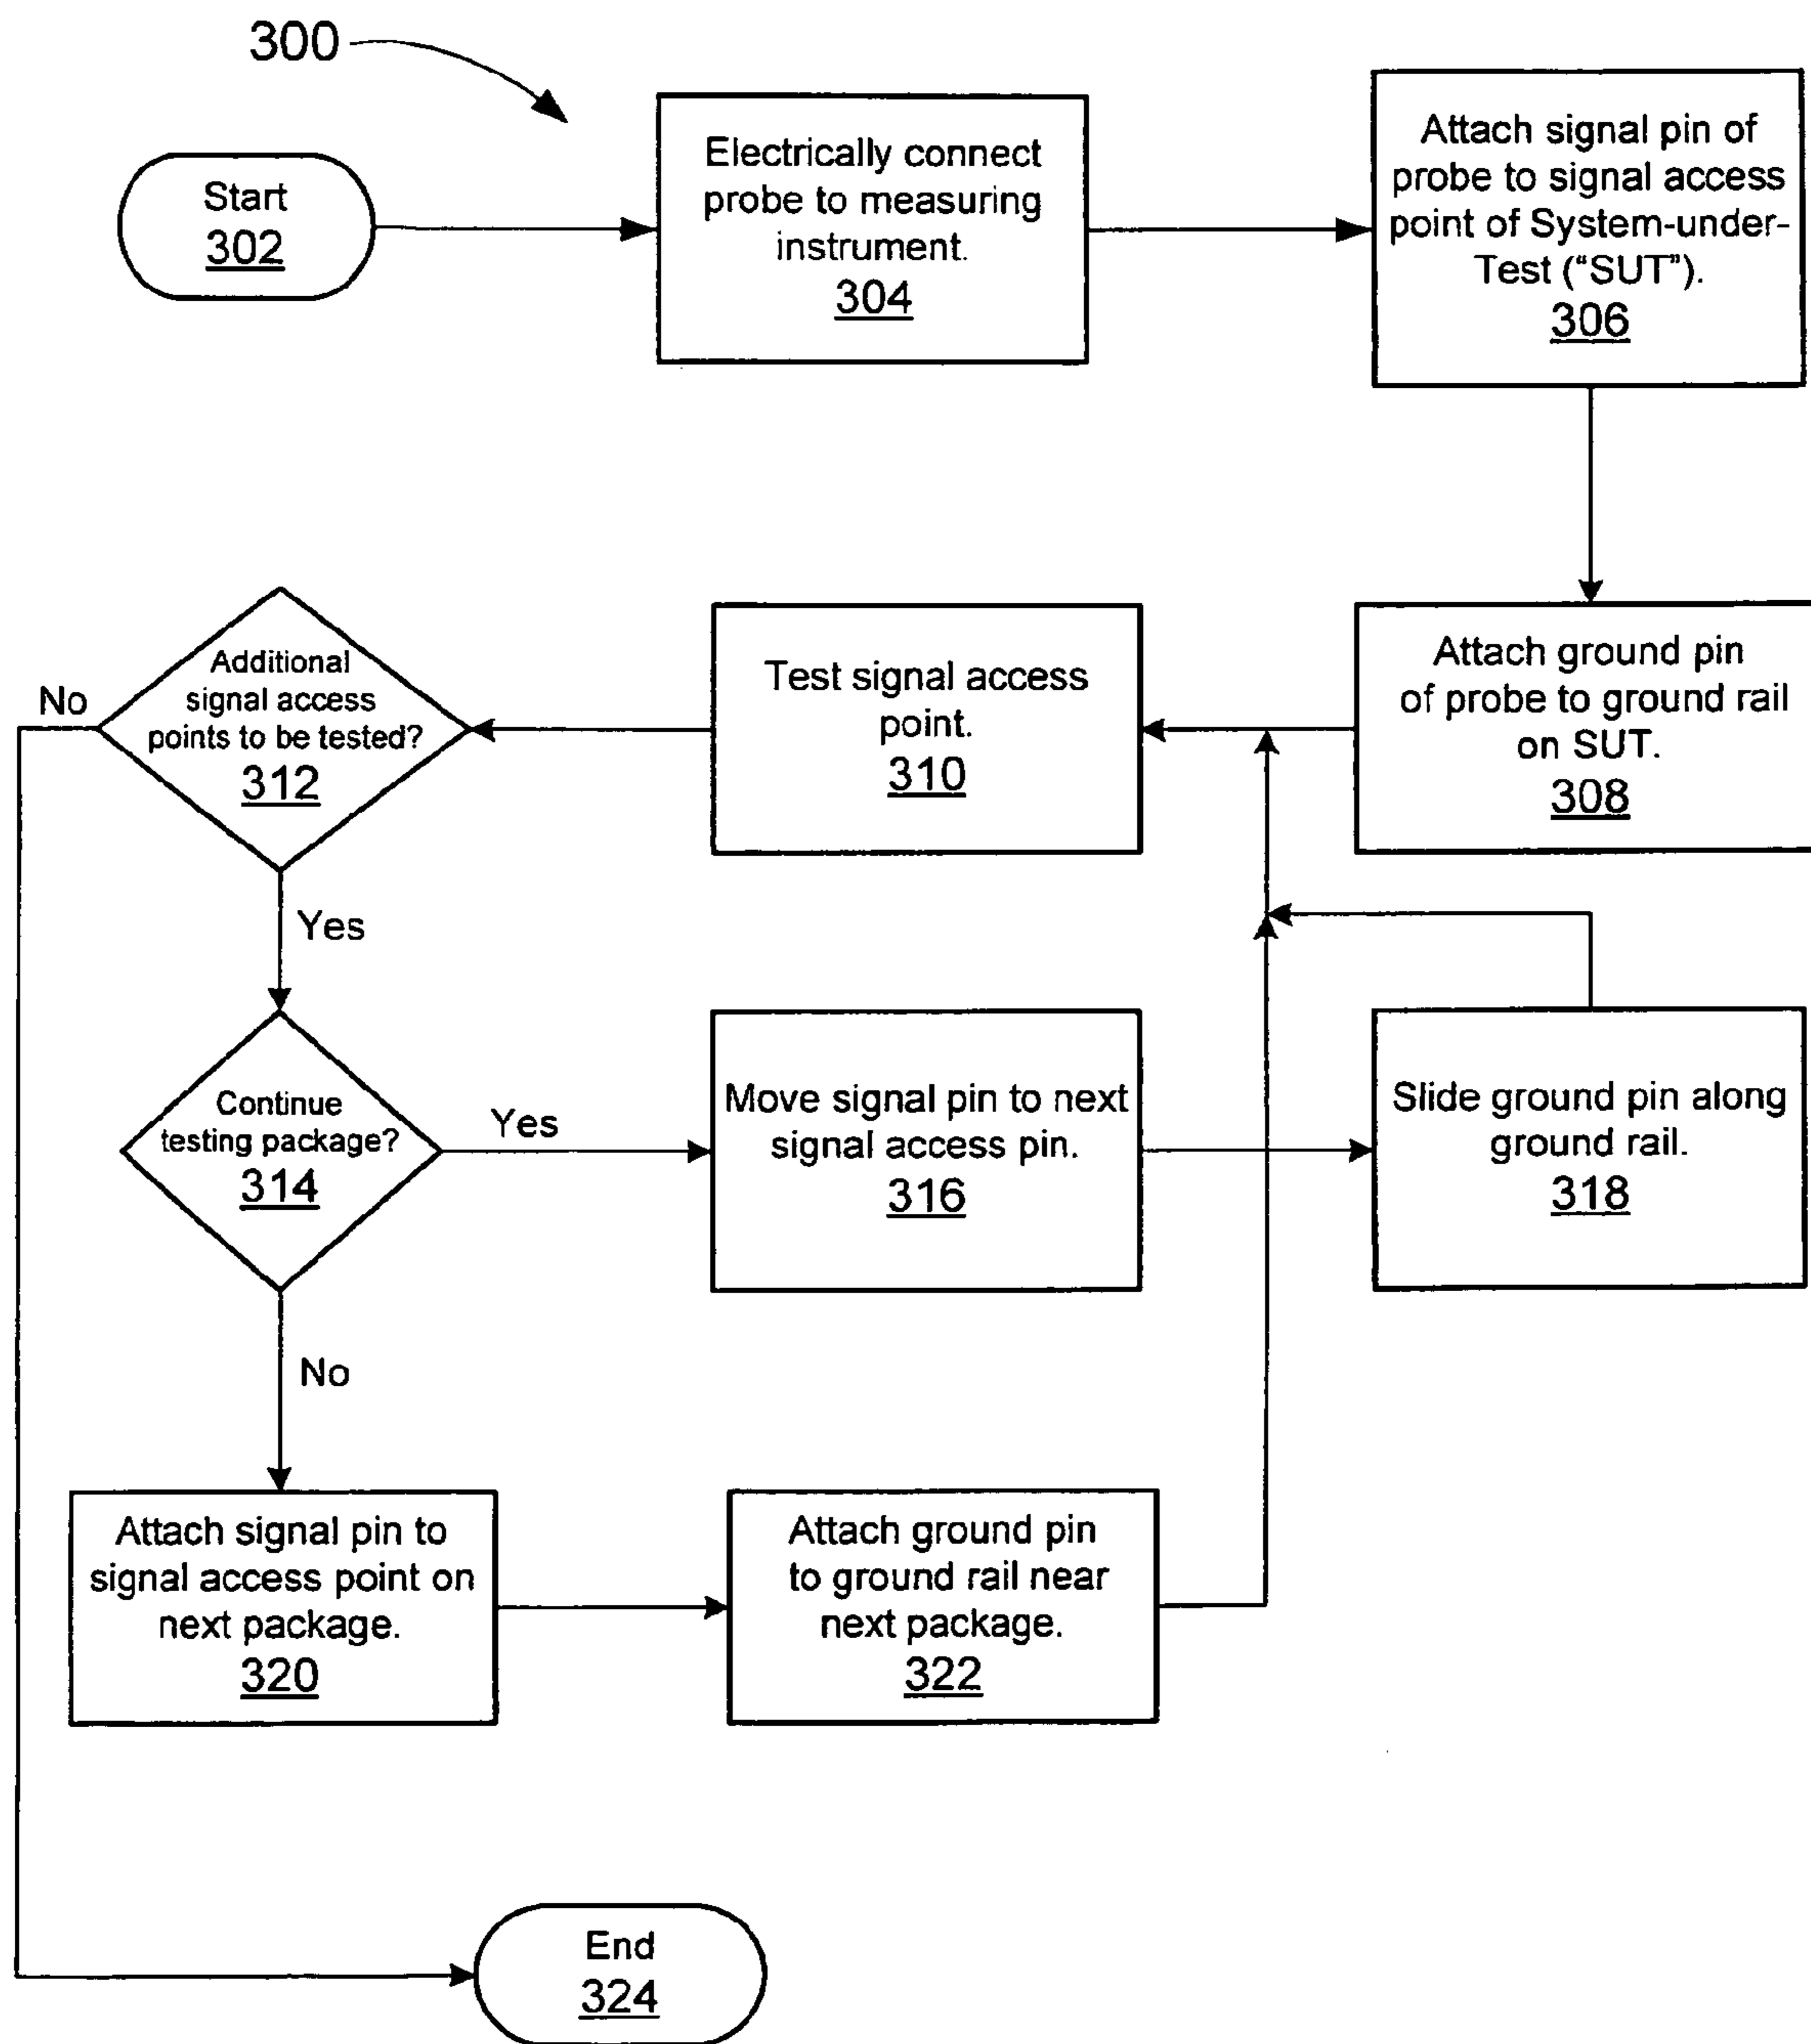 300
Start
302
Electrically connect
probe to measuring
instrument.
304
Attach signal pin of
probe to signal access
point of System-under-
Test (“SUT”).
306
Attach ground pin
of probe to ground rail
on SUT.
308
Test signal access
point.
310
Additional
signal access
points to be tested?
312
No
Yes
Continue
testing package?
314
Yes
Move signal pin to next
signal access pin.
316
Slide ground pin along
ground rail.
318
No
Attach signal pin to
signal access point on
next package.
320
Attach ground pin
to ground rail near
next package.
322
End
324